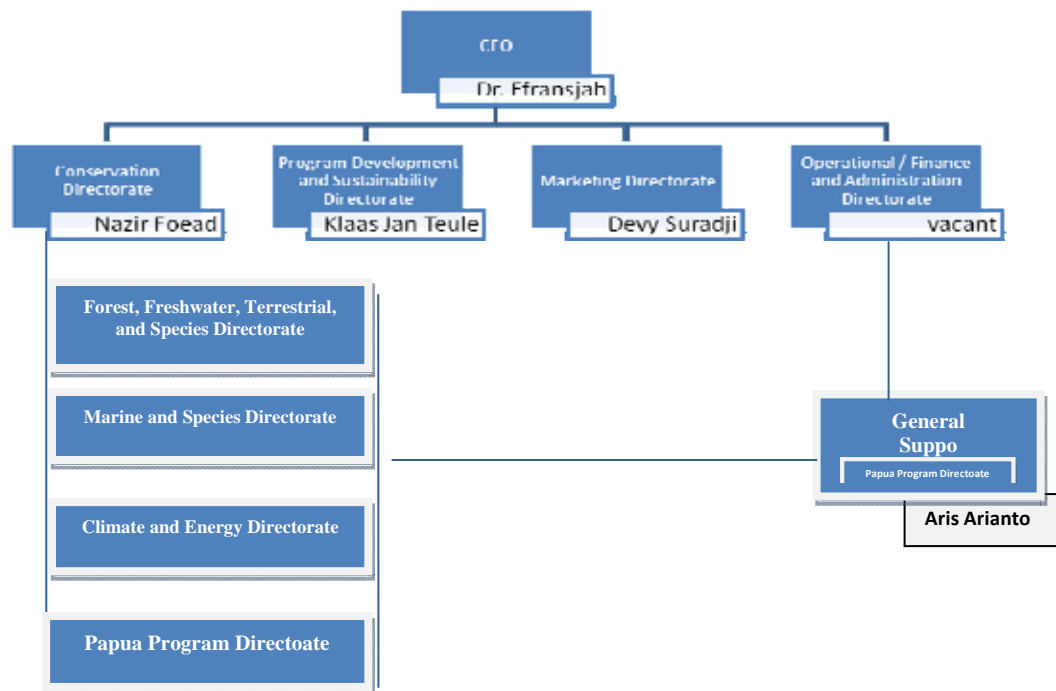 CEO
Dr. Efransjah
Conservation
Directorate
Nazir Foead
Program Development
and Sustainability
Directorate
Klaas Jan Teule
Marketing Directorate
Devy Suradji
Operational / Finance
and Administration
Directorate
vacant
Forest, Freshwater, Terrestrial,
and Species Directorate
Marine and Species Directorate
Climate and Energy Directorate
Papua Program Directoate
General
Suppo
Papua Program Directoate
Aris Arianto